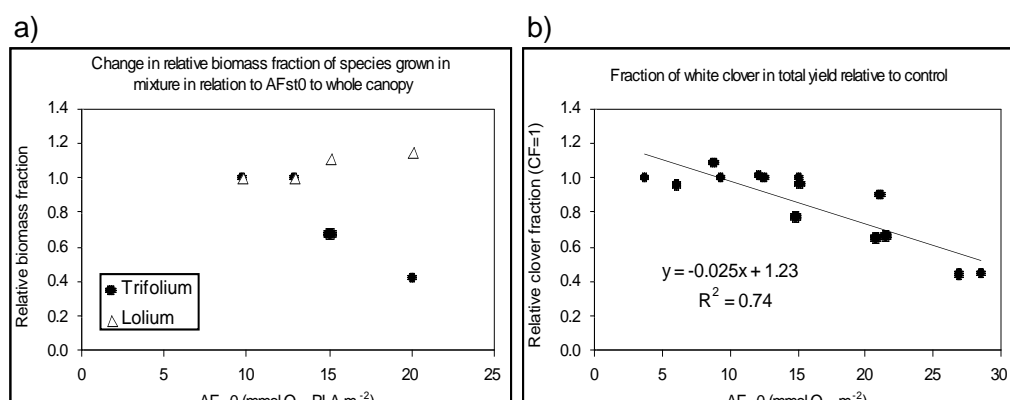 a)
Change in relative biomass fraction of species grown in
mixture in relation to AFst0 to whole canopy
Relative biomass fraction
1.4
1.2
1.0
0.8
0.6
0.4
0.2
0.0
Trifolium
Lolium
0 5 10 15 20 25
b)
Fraction of white clover in total yield relative to control
Relative clover fraction (CF=1)
1.4
1.2
1.0
0.8
0.6
0.4
0.2
0.0
y = -0.025x + 1.23
R² = 0.74
0 5 10 15 20 25 30